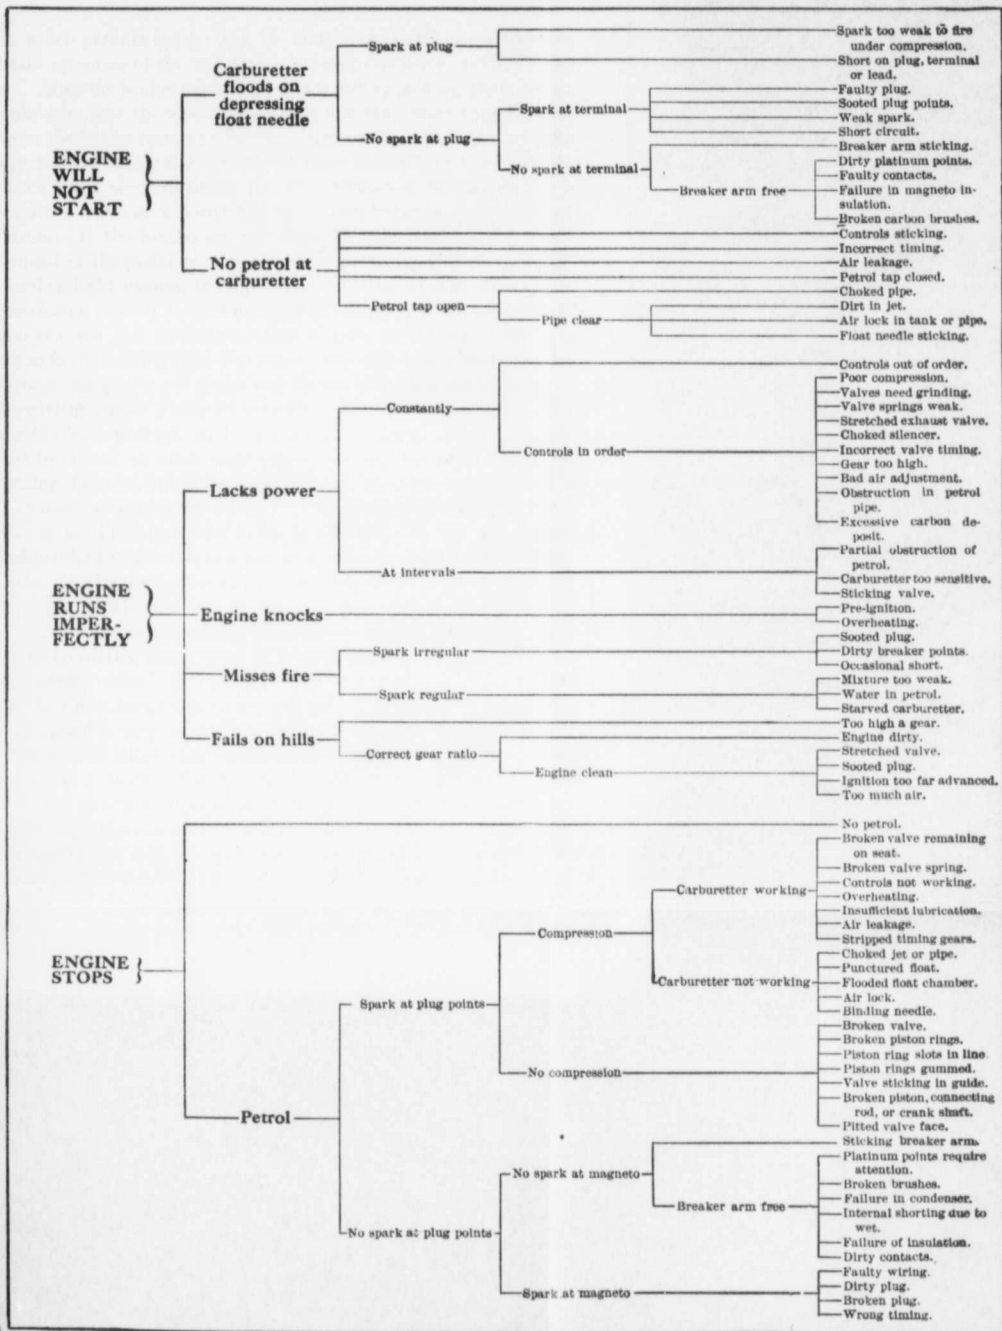 ENGINE
WILL
NOT
START
Carburetter
floods on
depressing
float needle
Spark at plug
Spark too weak to fire
under compression.
Short on plug, terminal
or lead.
No spark at plug
Spark at terminal
Faulty plug.
Sooted plug points.
Weak spark.
Short circuit.
No spark at terminal
Breaker arm sticking.
Breaker arm free
Dirty platinum points.
Faulty contacts.
Failure in magneto in-
sulation.
Broken carbon brushes.
No petrol at
carburetter
Controls sticking.
Incorrect timing.
Air leakage.
Petrol tap closed.
Petrol tap open
Choked pipe.
Pipe clear
Dirt in jet.
Air lock in tank or pipe.
Float needle sticking.
ENGINE
RUNS
IMPER-
FECTLY
Lacks power
Constantly
Controls out of order.
Controls in order
Poor compression.
Valves need grinding.
Valve springs weak.
Stretched exhaust valve.
Choked silencer.
Incorrect valve timing.
Gear too high.
Bad air adjustment.
Obstruction in petrol
pipe.
Excessive carbon de-
posit.
At intervals
Partial obstruction of
petrol.
Carburetter too sensitive.
Sticking valve.
Engine knocks
Pre-ignition.
Overheating.
Misses fire
Spark irregular
Sooted plug.
Dirty breaker points.
Occasional short.
Spark regular
Mixture too weak.
Water in petrol.
Starved carburetter.
Fails on hills
Too high a gear.
Correct gear ratio
Engine dirty.
Engine clean
Stretched valve.
Sooted plug.
Ignition too far advanced.
Too much air.
ENGINE
STOPS
No petrol.
Petrol
Spark at plug points
Compression
Carburetter working
Broken valve remaining
on seat.
Broken valve spring.
Controls not working.
Overheating.
Insufficient lubrication.
Air leakage.
Stripped timing gears.
Carburetter not working
Choked jet or pipe.
Punctured float.
Flooded float chamber.
Air lock.
Binding needle.
No compression
Broken valve.
Broken piston rings.
Piston ring slots in line.
Piston rings gummed.
Valve sticking in guide.
Broken piston, connecting
rod, or crank shaft.
Pitted valve face.
No spark at plug points
No spark at magneto
Sticking breaker arm.
Breaker arm free
Platinum points require
attention.
Broken brushes.
Failure in condenser.
Internal shorting due to
wet.
Failure of insulation.
Dirty contacts.
Spark at magneto
Faulty wiring.
Dirty plug.
Broken plug.
Wrong timing.